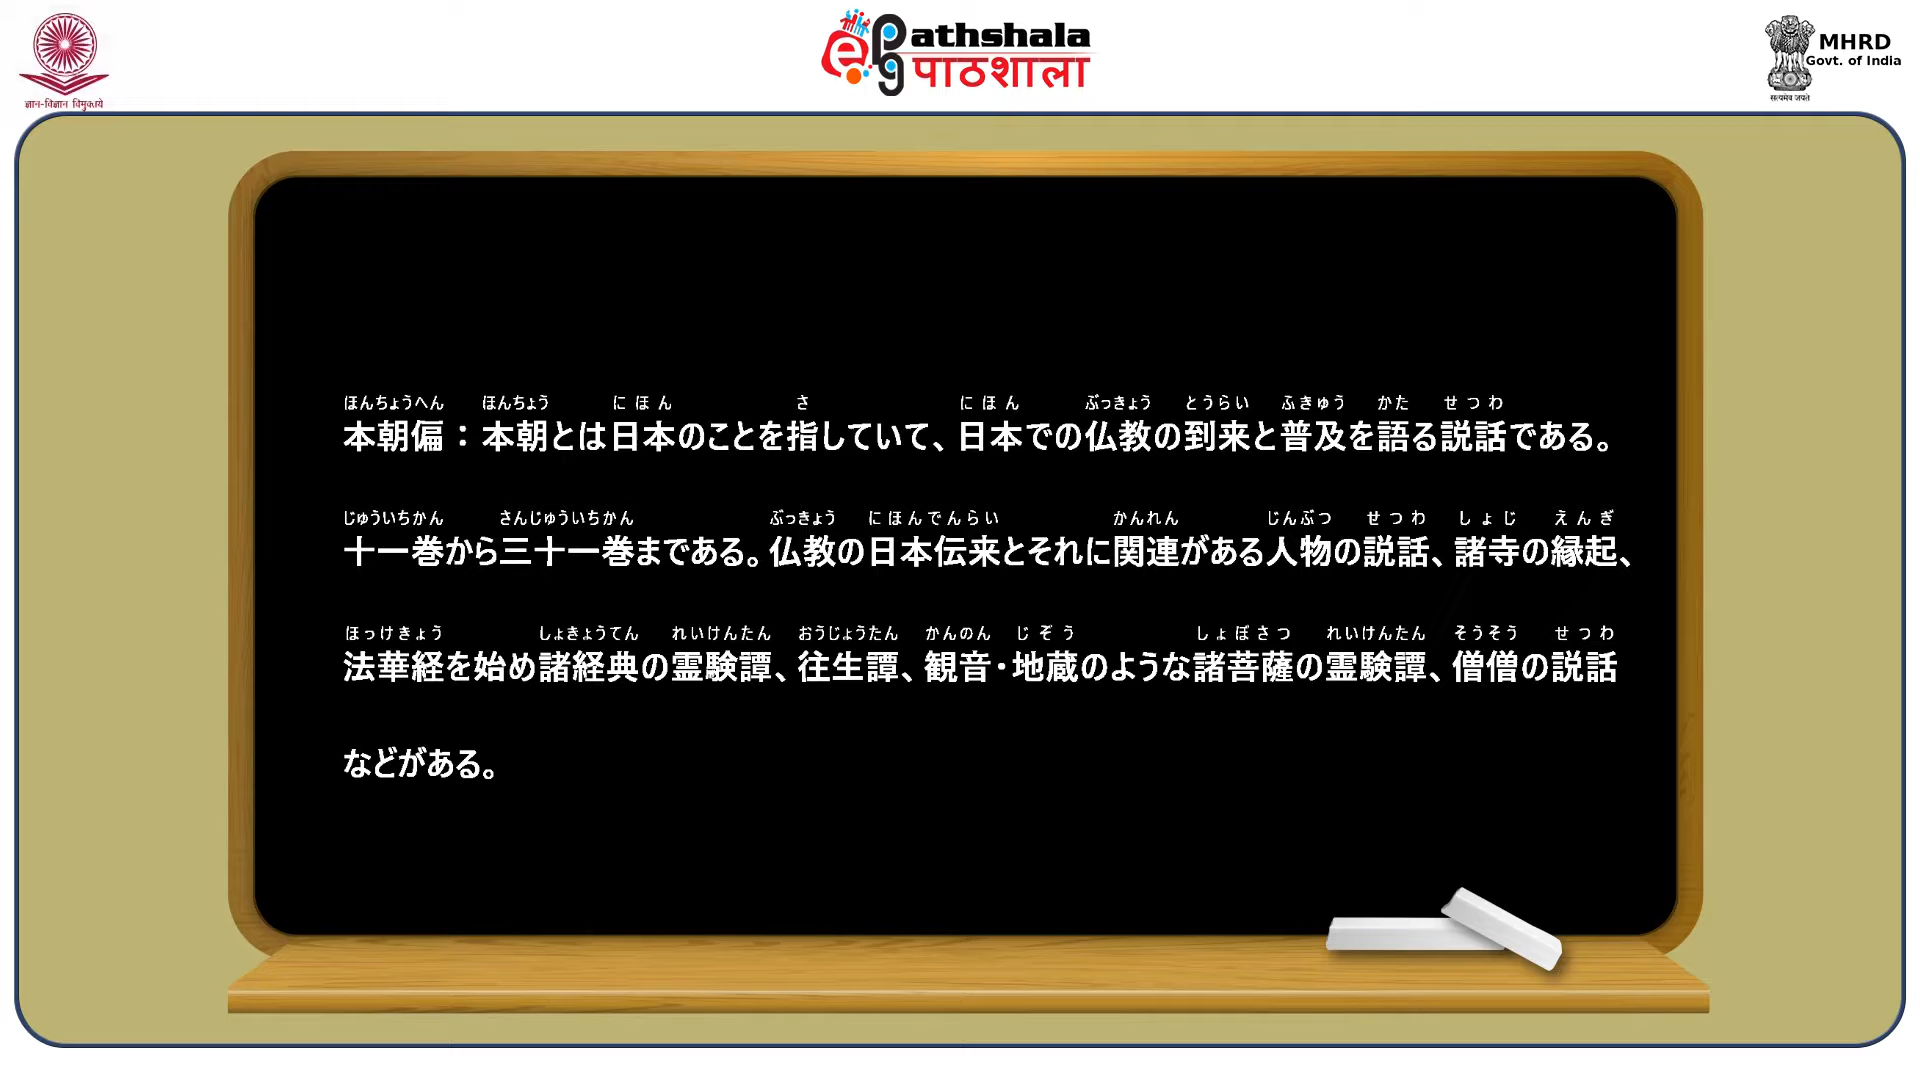 ज्ञान-विज्ञान विमुक्तये
ePathshala
पाठशाला
MHRD
Govt. of India
सत्यमेव जयते
ほんちょうへん ほんちょう にほん さ にほん ぶっきょう とうらい ふきゅう かた せつわ
本朝偏：本朝とは日本のことを指していて、日本での仏教の到来と普及を語る説話である。
じゅういちかん さんじゅういちかん ぶっきょう にほんでんらい かんれん じんぶつ せつわ しょじ えんぎ
十一巻から三十一巻まである。仏教の日本伝来とそれに関連がある人物の説話、諸寺の縁起、
ほっけきょう しょきょうてん れいけんたん おうじょうたん かんのん じぞう しょぼさつ れいけんたん そうそう せつわ
法華経を始め諸経典の霊験譚、往生譚、観音・地蔵のような諸菩薩の霊験譚、僧僧の説話
などがある。